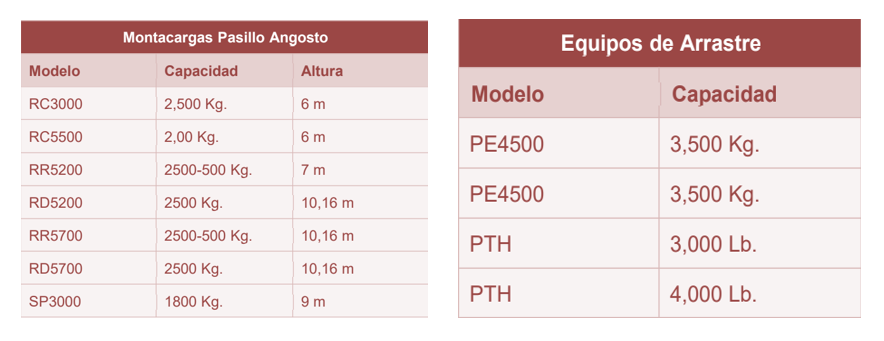 Montacargas Pasillo Angosto
Modelo Capacidad Altura
RC3000 2,500 Kg. 6 m
RC5500 2,00 Kg. 6 m
RR5200 2500-500 Kg. 7 m
RD5200 2500 Kg. 10,16 m
RR5700 2500-500 Kg. 10,16 m
RD5700 2500 Kg. 10,16 m
SP3000 1800 Kg. 9 m
Equipos de Arrastre
Modelo Capacidad
PE4500 3,500 Kg.
PE4500 3,500 Kg.
PTH 3,000 Lb.
PTH 4,000 Lb.